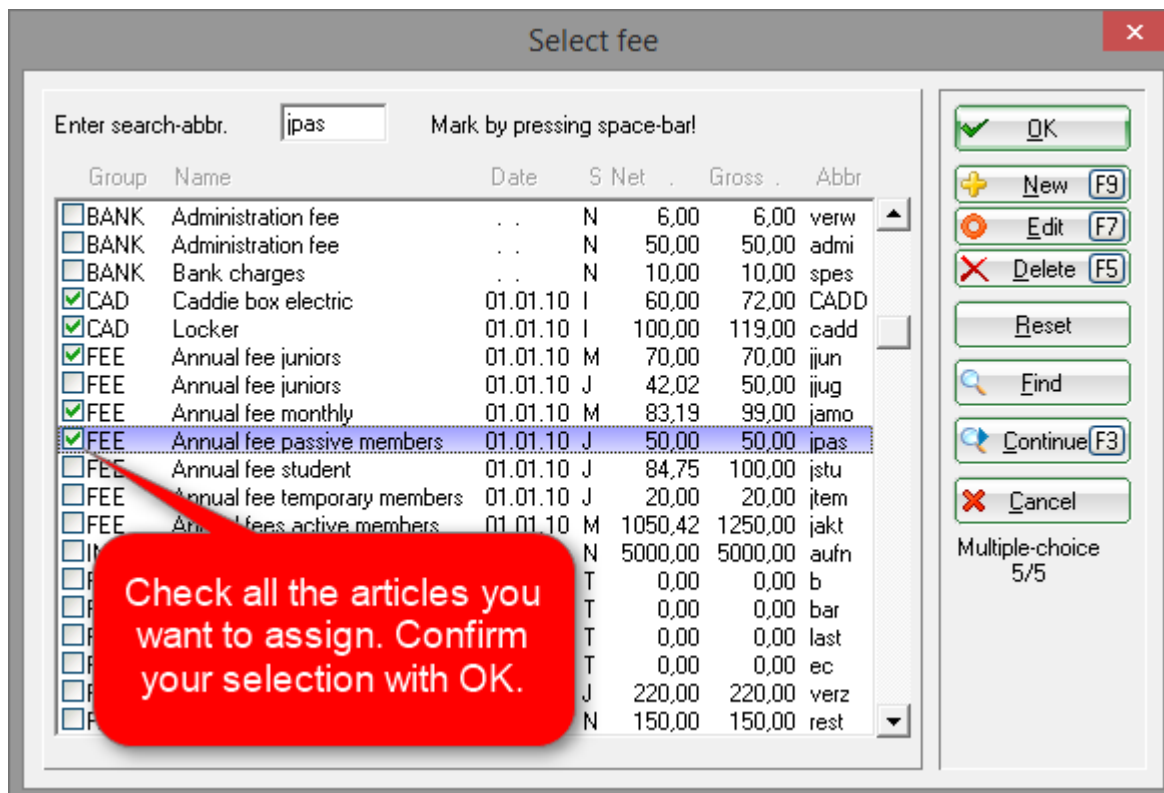 Select fee
Enter search-abbr. jpas Mark by pressing space-bar!
Group Name Date S Net . Gross . Abbr
BANK Administration fee . . N 6,00 6,00 verw
BANK Administration fee . . N 50,00 50,00 admi
BANK Bank charges . . N 10,00 10,00 spes
CAD Caddie box electric 01.01.10 I 60,00 72,00 CADD
CAD Locker 01.01.10 I 100,00 119,00 cadd
FEE Annual fee juniors 01.01.10 M 70,00 70,00 jjun
FEE Annual fee juniors 01.01.10 J 42,02 50,00 jjug
FEE Annual fee monthly 01.01.10 M 83,19 99,00 jamo
FEE Annual fee passive members 01.01.10 J 50,00 50,00 jpas
FEE Annual fee student 01.01.10 J 84,75 100,00 jstu
FEE Annual fee temporary members 01.01.10 J 20,00 20,00 jtem
FEE Annual fees active members 01.01.10 M 1050,42 1250,00 jakt
N 5000,00 5000,00 aufn
T 0,00 0,00 b
T 0,00 0,00 bar
T 0,00 0,00 last
T 0,00 0,00 ec
J 220,00 220,00 verz
N 150,00 150,00 rest
Check all the articles you
want to assign. Confirm
your selection with OK.
OK
New F9
Edit F7
Delete F5
Reset
Find
Continue F3
Cancel
Multiple-choice
5/5